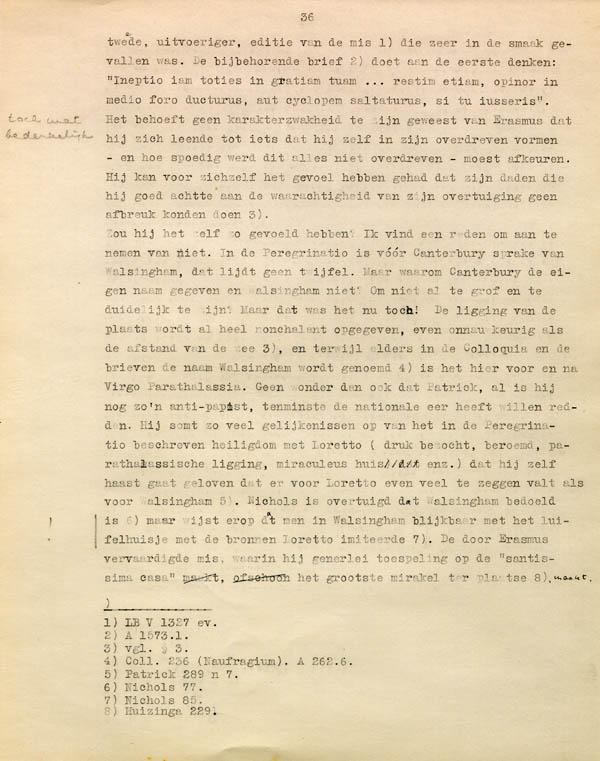 36
twede, uitvoeriger, editie van de mis 1) die zeer in de smaak ge-
vallen was. De bijbehorende brief 2) doet aan de eerste denken:
"Ineptio iam toties in gratiam tuam ... restim etiam, opinor in
medio foro ducturus, aut cyclopem saltaturus, si tu iusseris".
Het behoeft geen karakterzwakheid te zijn geweest van Erasmus dat
toch wat
bedenkelijk
hij zich leende tot iets dat hij zelf in zijn overdreven vormen
- en hoe spoedig werd dit alles niet overdreven - moest afkeuren.
Hij kan voor zichzelf het gevoel hebben gehad dat zijn daden die
hij goed achtte aan de waarachtigheid van zijn overtuiging geen
afbreuk konden doen 3).
Zou hij het zelf zo gevoeld hebben? Ik vind een reden om aan te
nemen van niet. In de Peregrinatio is vóór Canterbury sprake van
Walsingham, dat lijdt geen twijfel. Maar waarom Canterbury de ei-
gen naam gegeven en Walsingham niet? Om niet al te grof en te
duidelijk te zijn? Maar dat was het nu toch! De ligging van de
plaats wordt al heel nonchalant opgegeven, even onnauwkeurig als
de afstand van de zee 3), en terwijl elders in de Colloquia en de
brieven de naam Walsingham wordt genoemd 4) is het hier voor en na
Virgo Parathalassia. Geen wonder dan ook dat Patrick, al is hij
nog zo'n anti-papist, tenminste de nationale eer heeft willen red-
den. Hij somt zo veel gelijkenissen op van het in de Peregrina-
tio beschreven heiligdom met Loretto ( druk bezocht, beroemd, pa-
rathalassische ligging, miraculeus huis enz.) dat hij zelf
haast gaat geloven dat er voor Loretto even veel te zeggen valt als
voor Walsingham 5). Nichols is overtuigd dat Walsingham bedoeld
! is 6) maar wijst erop dat men in Walsingham blijkbaar met het lui-
felhuisje met de bronnen Loretto imiteerde 7). De door Erasmus
vervaardigde mis, waarin hij generlei toespeling op de "santis-
sima casa" maakt, ofschoon het grootste mirakel ter plaatse 8), maakt,
)
1) LB V 1327 ev.
2) A 1573.1.
3) vgl. § 3.
4) Coll. 236 (Naufragium). A 262.6.
5) Patrick 289 n 7.
6) Nichols 77.
7) Nichols 85.
8) Huizinga 229.